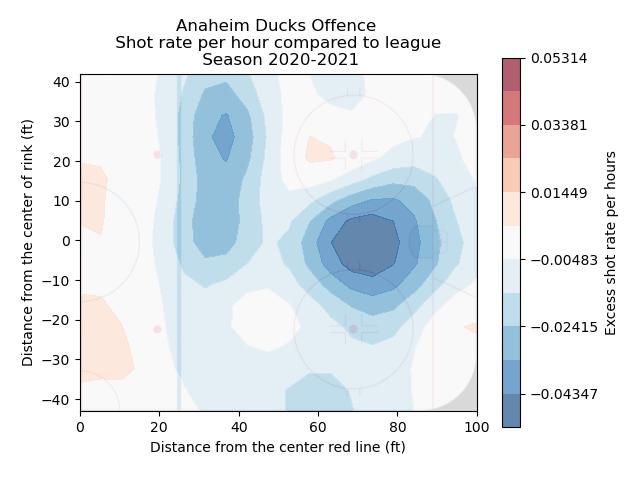 Anaheim Ducks Offence
Shot rate per hour compared to league
Season 2020-2021
Distance from the center of rink (ft)
40
30
20
10
0
−10
−20
−30
−40
0 20 40 60 80 100
Distance from the center red line (ft)
0.05314
0.03381
0.01449
−0.00483
−0.02415
−0.04347
Excess shot rate per hours